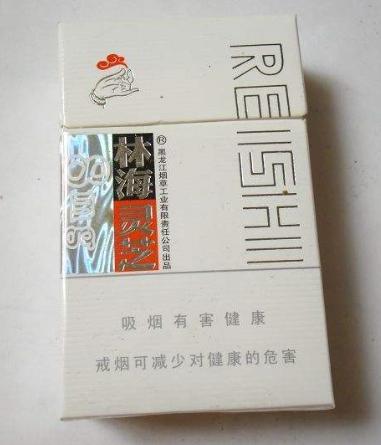 REISHI
林海
灵芝
®
黑龙江烟草工业有限责任公司出品
吸烟有害健康
戒烟可减少对健康的危害